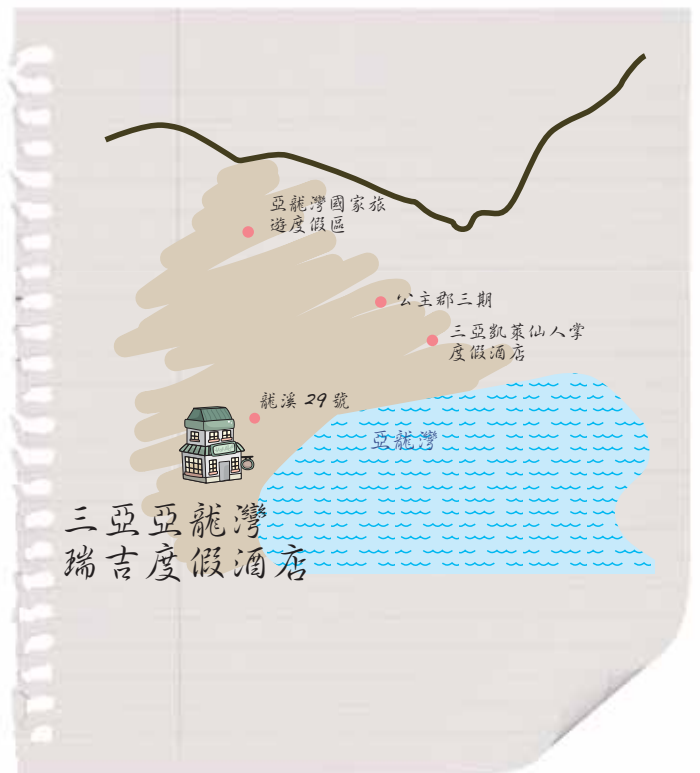 亞龍灣國家旅
遊度假區
公主郡三期
三亞凱萊仙人掌
度假酒店
龍溪 29 號
亞龍灣
三亞亞龍灣
瑞吉度假酒店